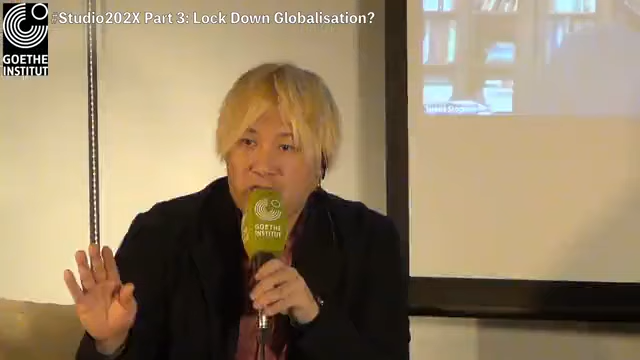 #Studio202X Part 3: Lock Down Globalisation?
GOETHE
INSTITUT
GOETHE
INSTITUT